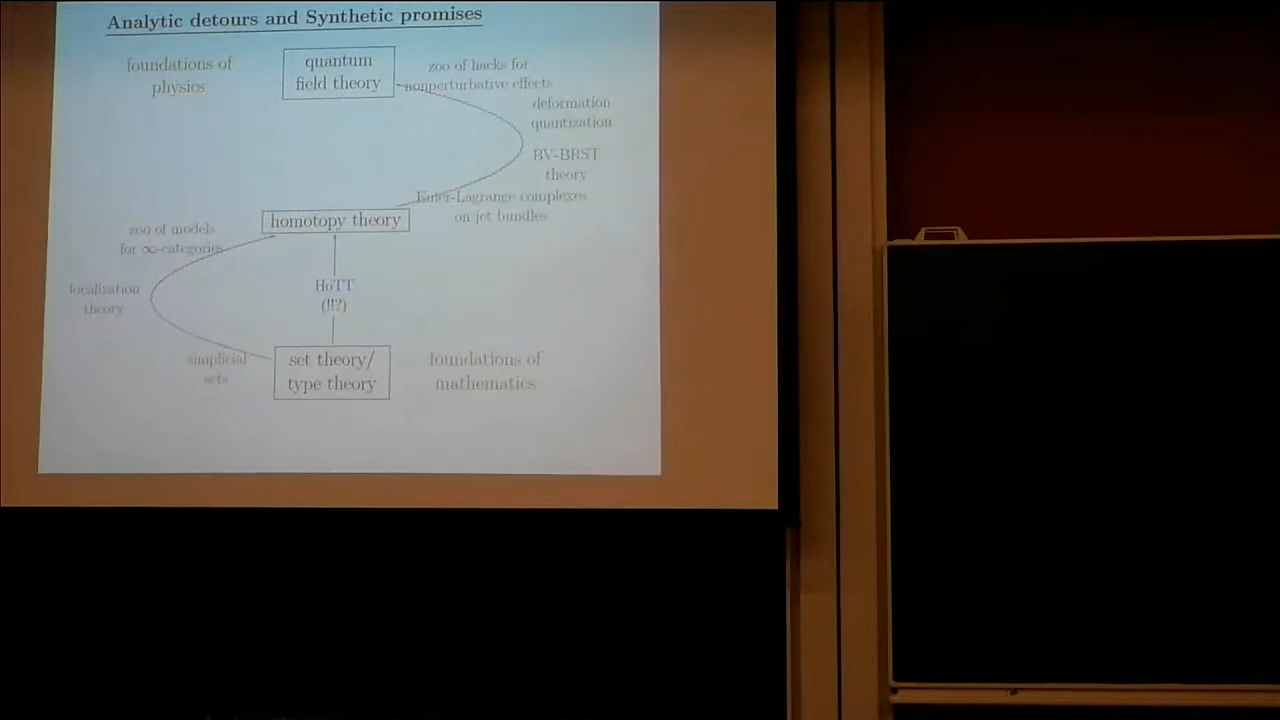 Analytic detours and Synthetic promises
foundations of
physics
quantum
field theory
zoo of hacks for
nonperturbative effects
deformation
quantization
BV-BRST
theory
Euler-Lagrange complexes
on jet bundles
homotopy theory
zoo of models
for ∞-categories
localization
theory
HoTT
(!!?)
simplicial
sets
set theory/
type theory
foundations of
mathematics